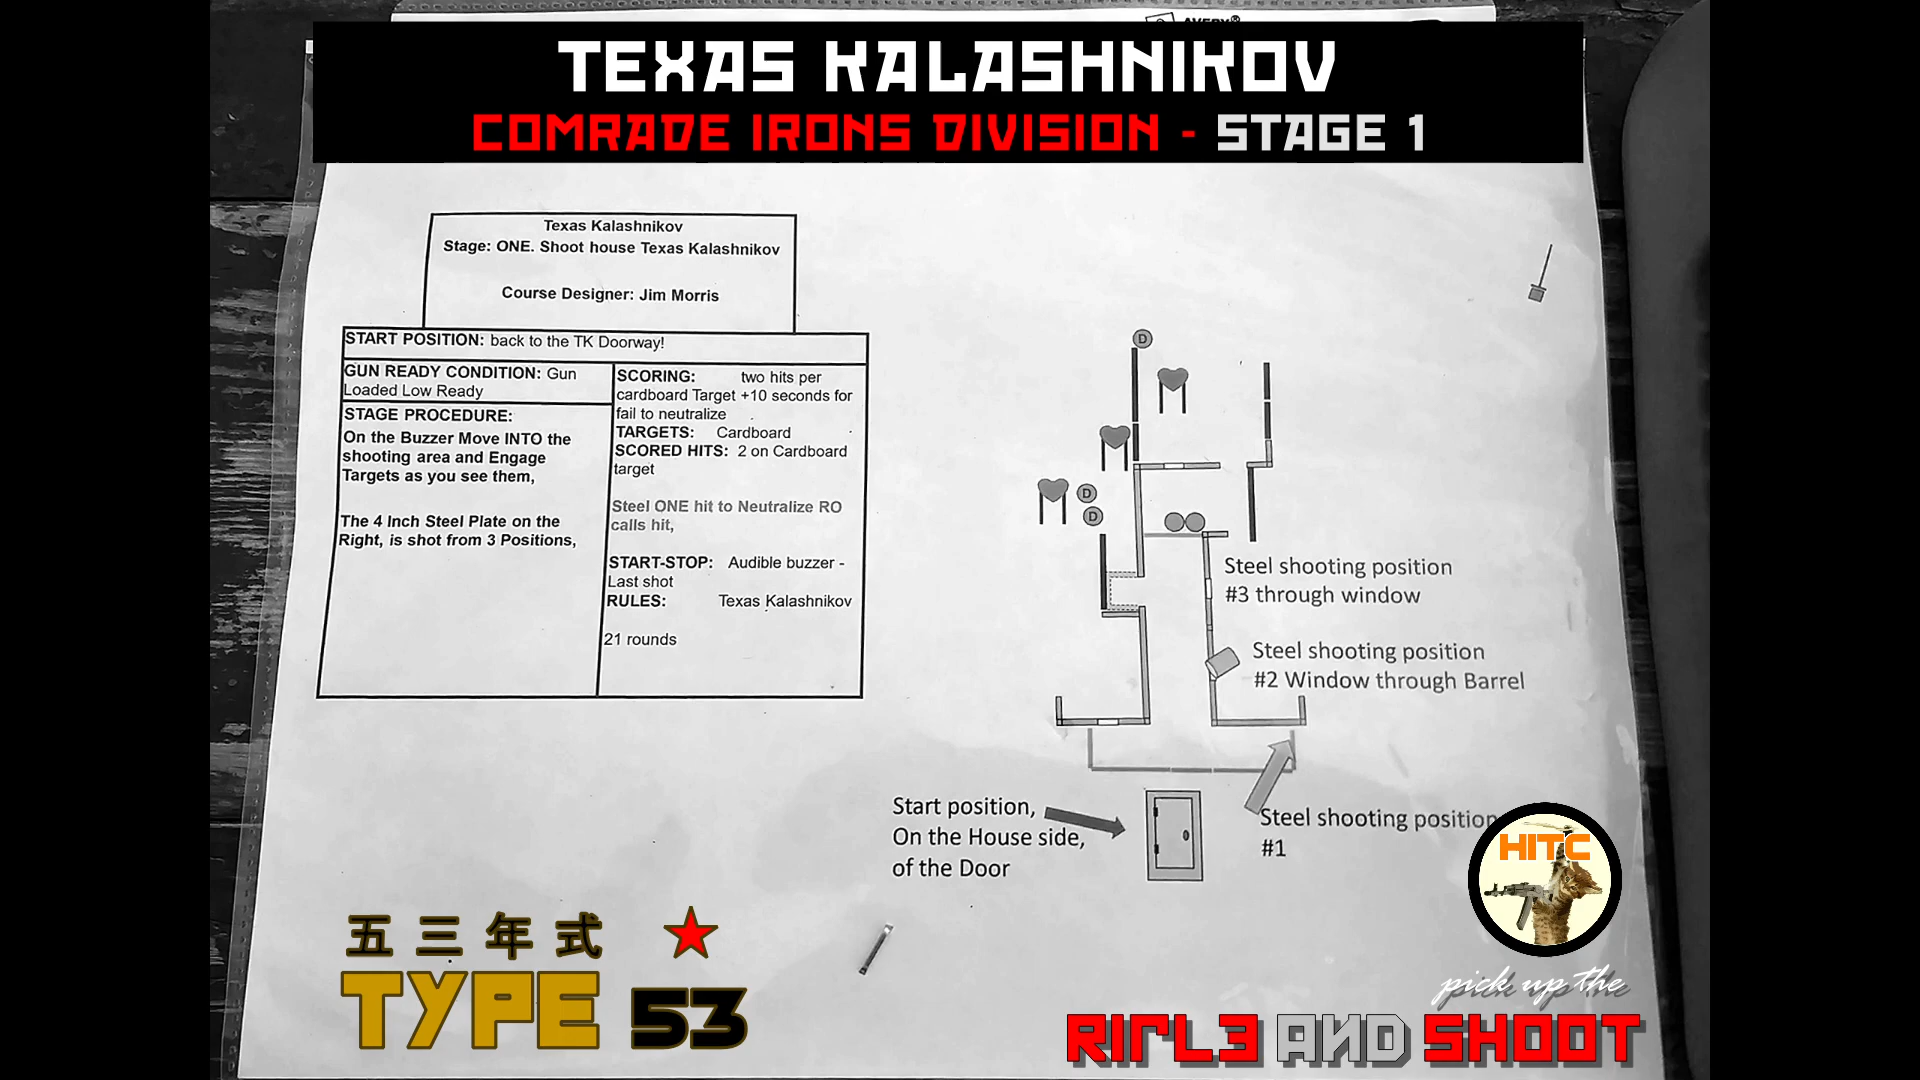 AVERY®
TEXAS KALASHNIKOV
COMRADE IRONS DIVISION - STAGE 1
Texas Kalashnikov
Stage: ONE. Shoot house Texas Kalashnikov
Course Designer: Jim Morris
START POSITION: back to the TK Doorway!
GUN READY CONDITION: Gun
Loaded Low Ready
STAGE PROCEDURE:
On the Buzzer Move INTO the
shooting area and Engage
Targets as you see them,
The 4 Inch Steel Plate on the
Right, is shot from 3 Positions,
SCORING: two hits per
cardboard Target +10 seconds for
fail to neutralize
TARGETS: Cardboard
SCORED HITS: 2 on Cardboard
target
Steel ONE hit to Neutralize RO
calls hit,
START-STOP: Audible buzzer -
Last shot
RULES: Texas Kalashnikov
21 rounds
D
D
D
Steel shooting position
#3 through window
Steel shooting position
#2 Window through Barrel
Start position,
On the House side,
of the Door
Steel shooting position
#1
HITC
五三年式
TYPE 53
pick up the
RIFLE AND SHOOT